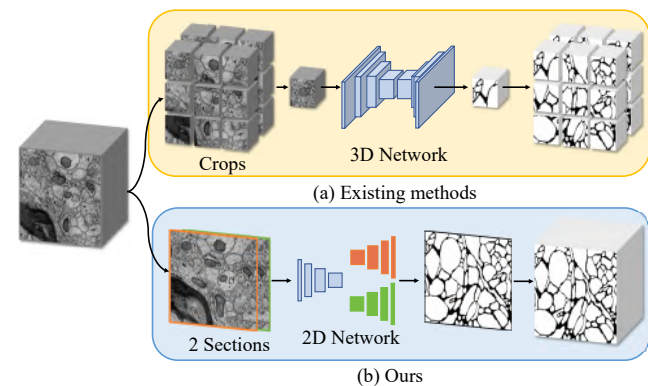 Crops
3D Network
(a) Existing methods
2 Sections
2D Network
(b) Ours